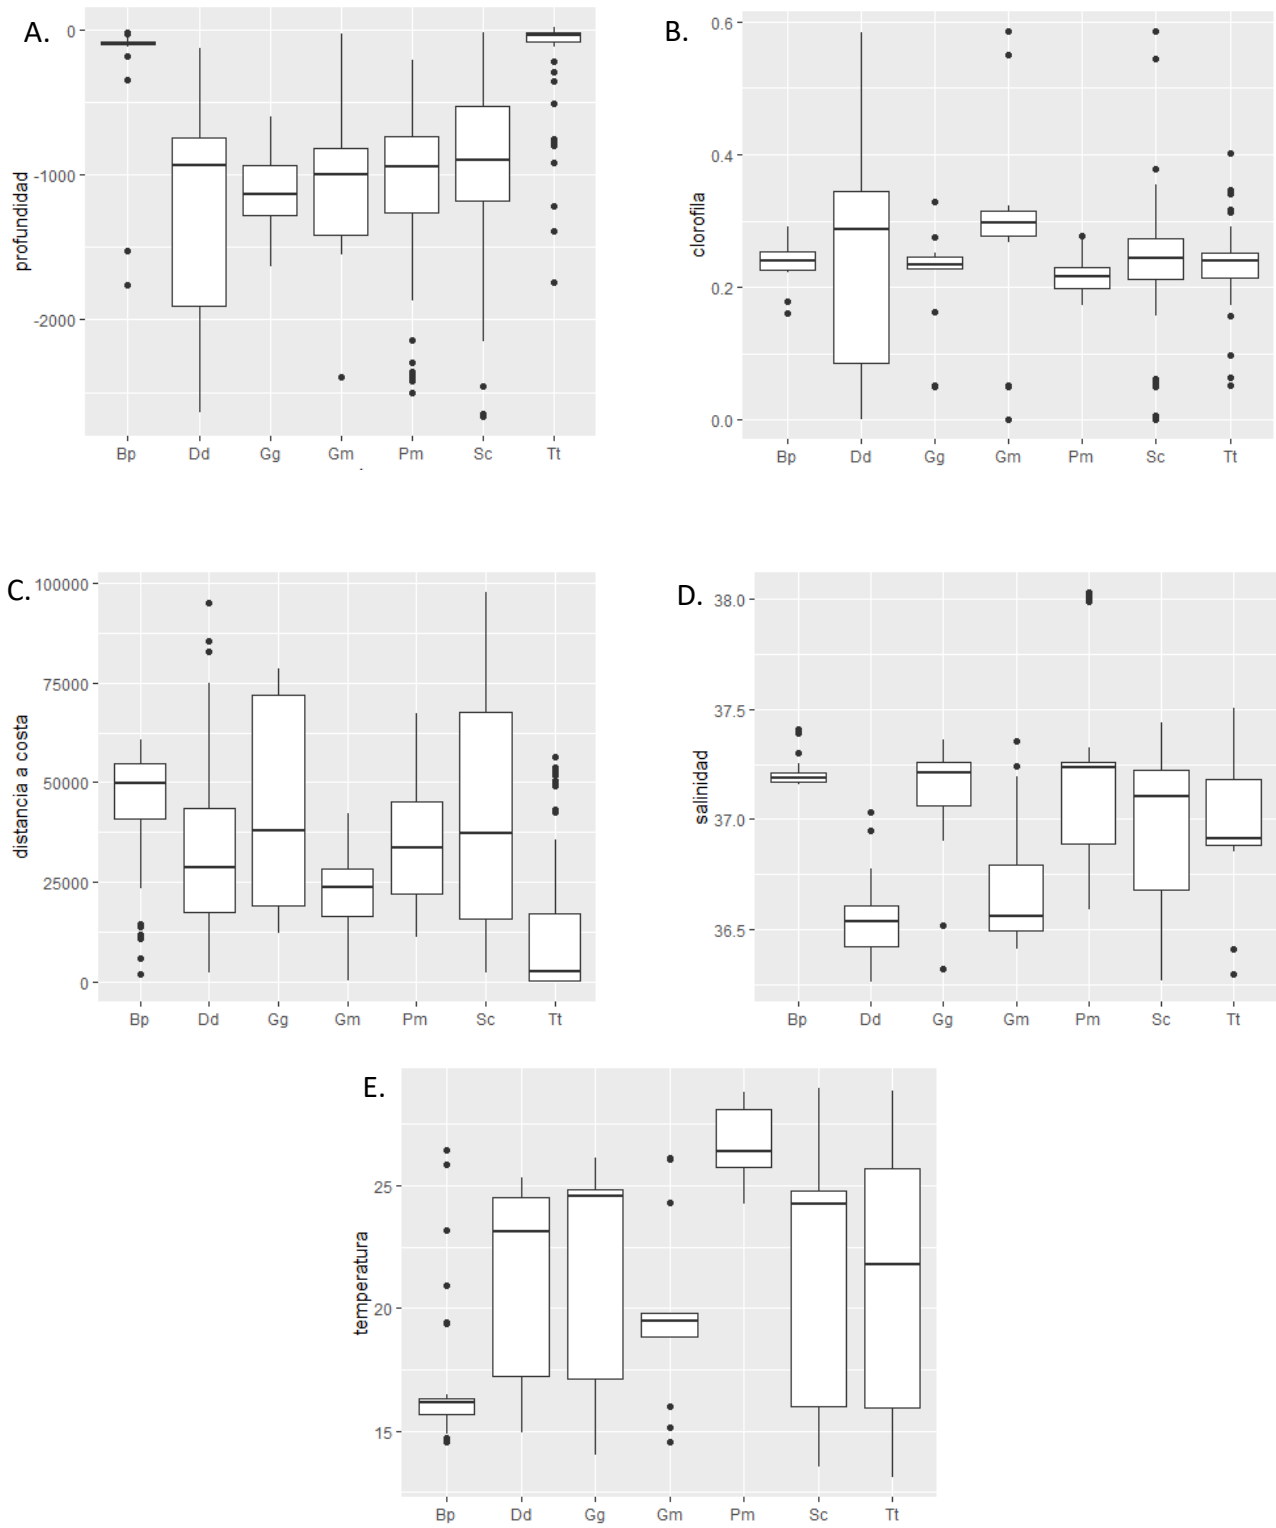 A.
profundidad
0
-1000
-2000
Bp Dd Gg Gm Pm Sc Tt
B.
clorofila
0.6
0.4
0.2
0.0
Bp Dd Gg Gm Pm Sc Tt
C.
distancia a costa
100000
75000
50000
25000
0
Bp Dd Gg Gm Pm Sc Tt
D.
salinidad
38.0
37.5
37.0
36.5
Bp Dd Gg Gm Pm Sc Tt
E.
temperatura
25
20
15
Bp Dd Gg Gm Pm Sc Tt